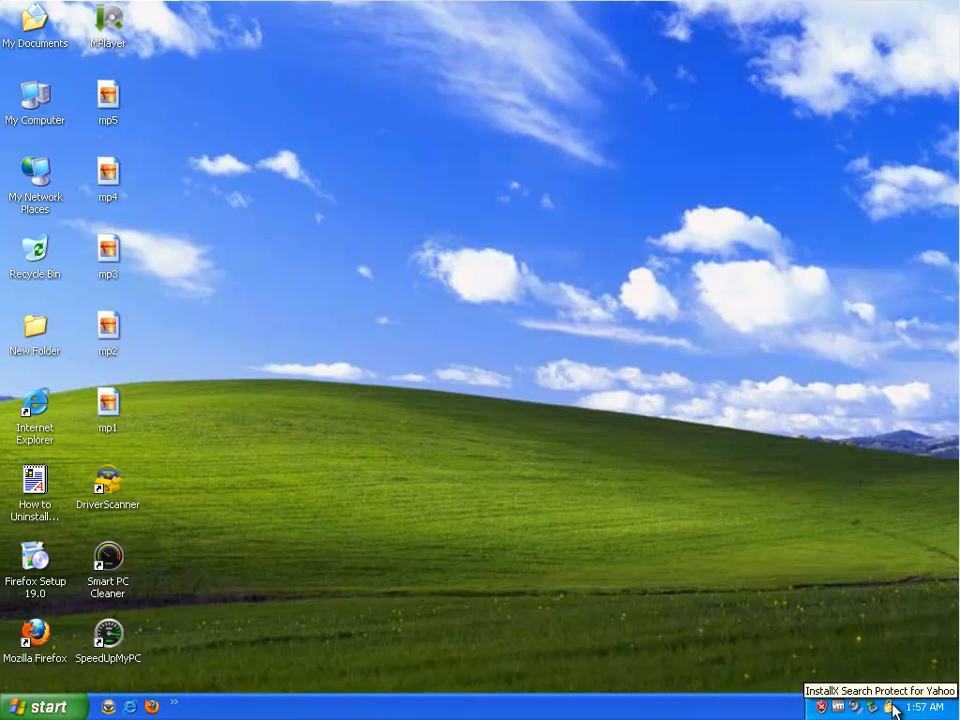 My Documents
MPlayer
My Computer
mp5
My Network
Places
mp4
Recycle Bin
mp3
New Folder
mp2
Internet
Explorer
mp1
How to
Uninstall...
DriverScanner
Firefox Setup
19.0
Smart PC
Cleaner
Mozilla Firefox
SpeedUpMyPC
InstallX Search Protect for Yahoo
start
vm
1:57 AM